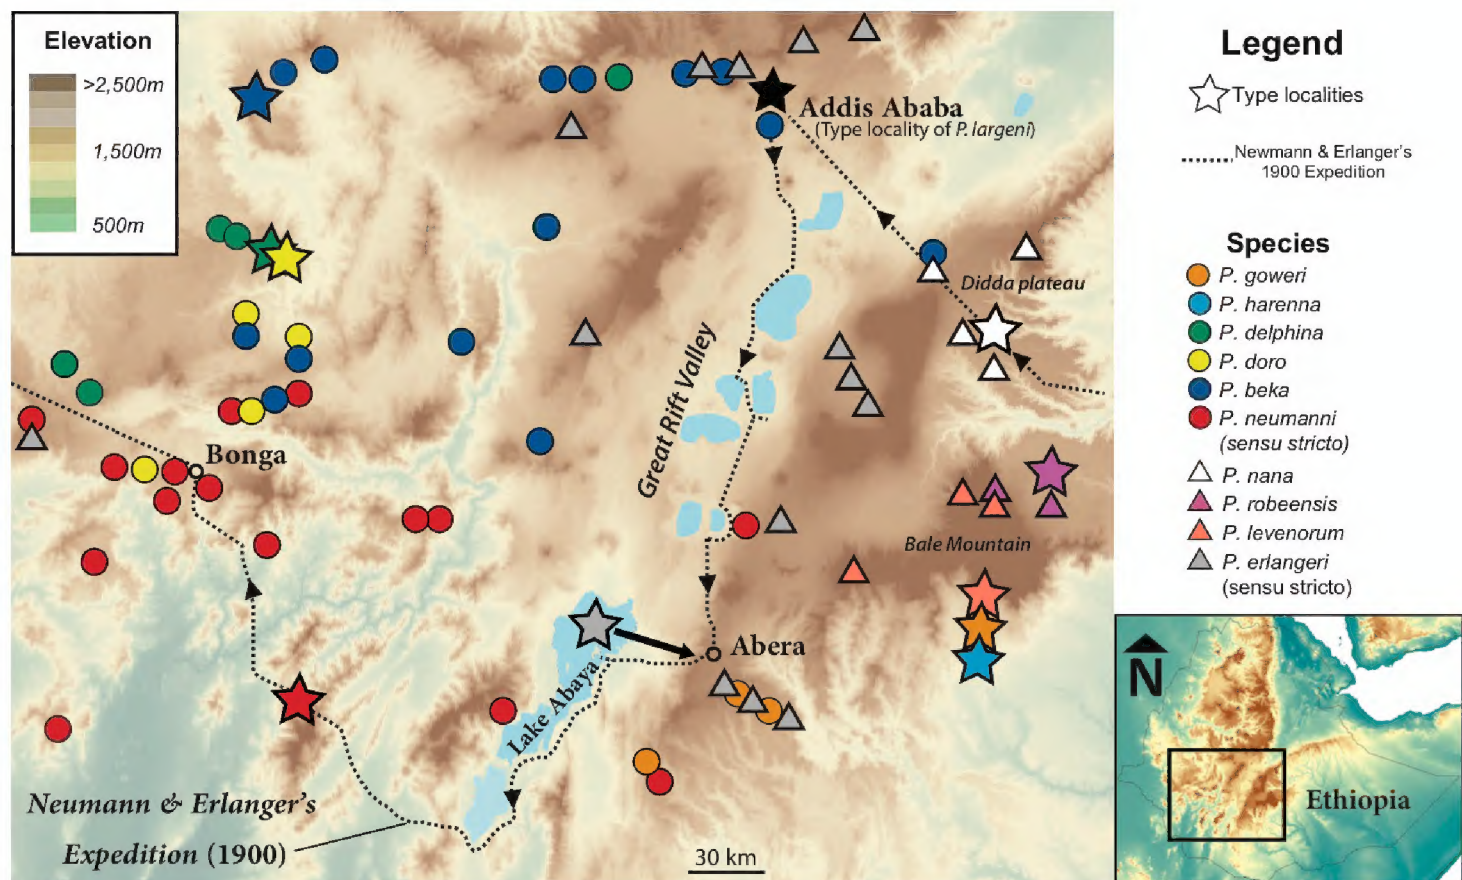 Elevation
>2,500m
1,500m
500m
Addis Ababa
(Type locality of P. largeni)
Didda plateau
Great Rift Valley
Bonga
Bale Mountain
Abera
Lake Abaya
Neumann & Erlanger's
Expedition (1900)
30 km
Legend
Type localities
Newmann & Erlanger's
1900 Expedition
Species
P. goweri
P. harenna
P. delphina
P. doro
P. beka
P. neumanni
(sensu stricto)
P. nana
P. robeensis
P. levenorum
P. erlangeri
(sensu stricto)
N
Ethiopia